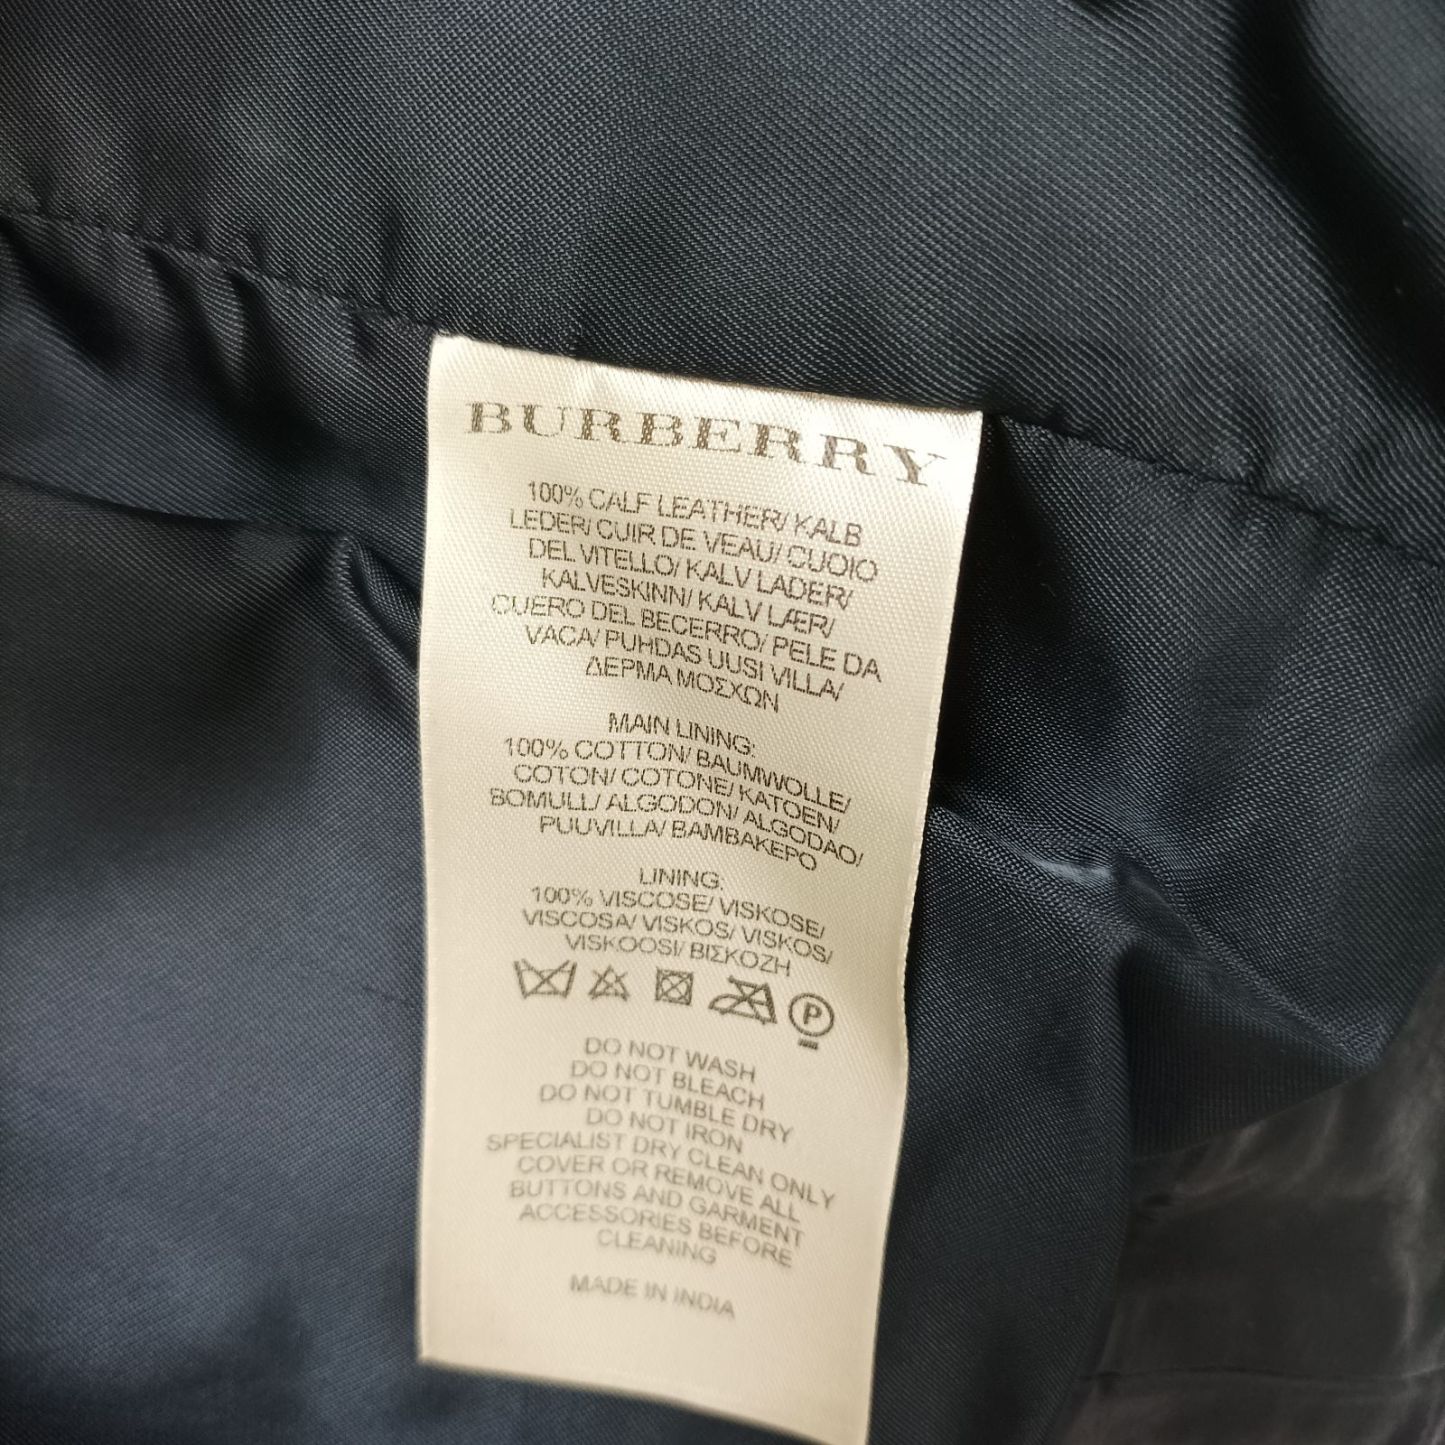 BURBERRY
100% CALF LEATHER/ KALB
LEDER/ CUIR DE VEAU/ CUOIO
DEL VITELLO/ KALV LADER/
KALVESKINN/ KALV LÆR/
CUERO DEL BECERRO/ PELE DA
VACA/ PUHDAS UUSI VILLA/
ΔΕΡΜΑ ΜΟΣΧΩΝ
MAIN LINING:
100% COTTON/ BAUMWOLLE/
COTON/ COTONE/ KATOEN/
BOMULL/ ALGODON/ ALGODAO/
PUUVILLA/ ΒΑΜΒΑΚΕΡΟ
LINING:
100% VISCOSE/ VISKOSE/
VISCOSA/ VISKOS/ VISKOS/
VISKOOSI/ ΒΙΣΚΟΖΗ
P
DO NOT WASH
DO NOT BLEACH
DO NOT TUMBLE DRY
DO NOT IRON
SPECIALIST DRY CLEAN ONLY
COVER OR REMOVE ALL
BUTTONS AND GARMENT
ACCESSORIES BEFORE
CLEANING
MADE IN INDIA